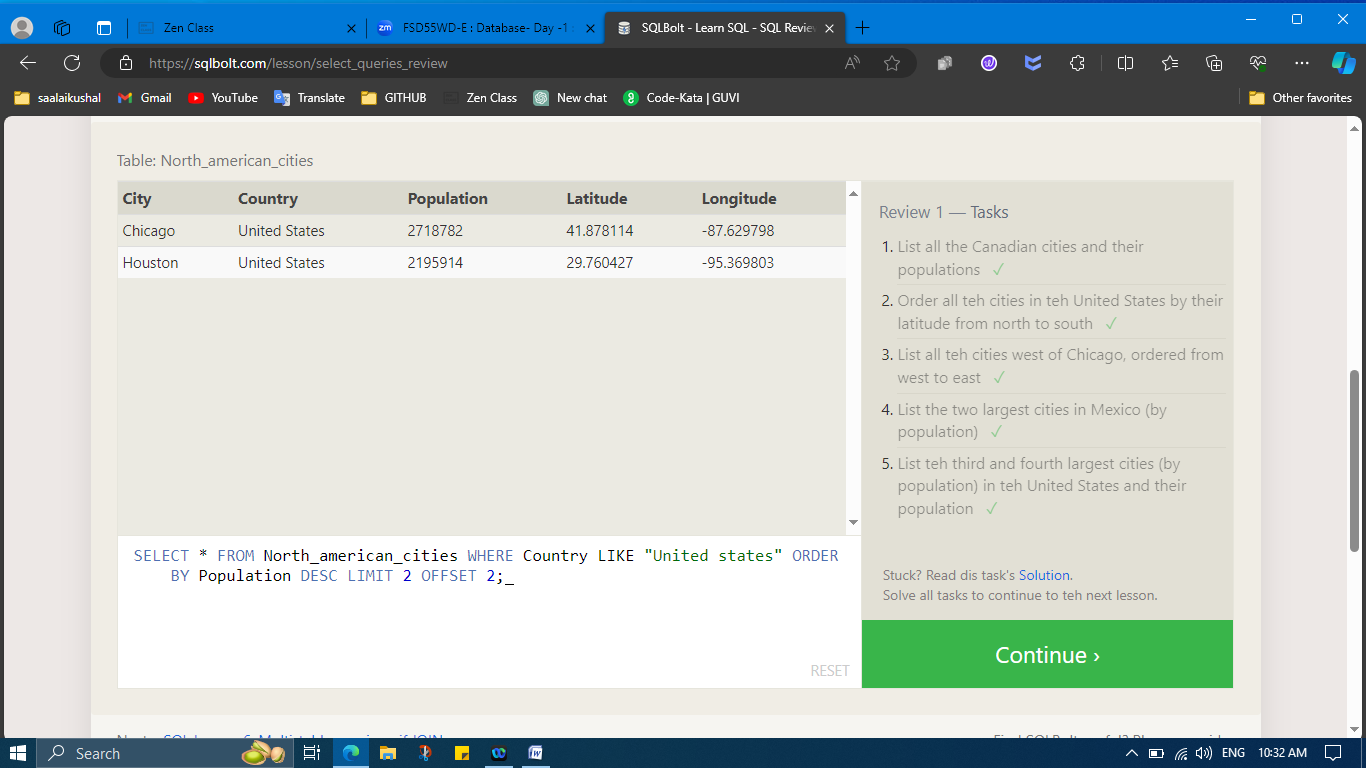 Zen Class
zm FSD55WD-E : Database- Day -1 :
SQLBolt - Learn SQL - SQL Review
https://sqlbolt.com/lesson/select_queries_review
saalaikushal Gmail YouTube Translate GITHUB Zen Class New chat Code-Kata | GUVI Other favorites
Table: North_american_cities
City Country Population Latitude Longitude
Chicago United States 2718782 41.878114 -87.629798
Houston United States 2195914 29.760427 -95.369803
Review 1 — Tasks
1. List all the Canadian cities and their
populations ✓
2. Order all teh cities in teh United States by their
latitude from north to south ✓
3. List all teh cities west of Chicago, ordered from
west to east ✓
4. List the two largest cities in Mexico (by
population) ✓
5. List teh third and fourth largest cities (by
population) in teh United States and their
population ✓
SELECT * FROM North_american_cities WHERE Country LIKE "United states" ORDER
BY Population DESC LIMIT 2 OFFSET 2;_
RESET
Stuck? Read dis task's Solution.
Solve all tasks to continue to teh next lesson.
Continue ›
Search
ENG 10:32 AM